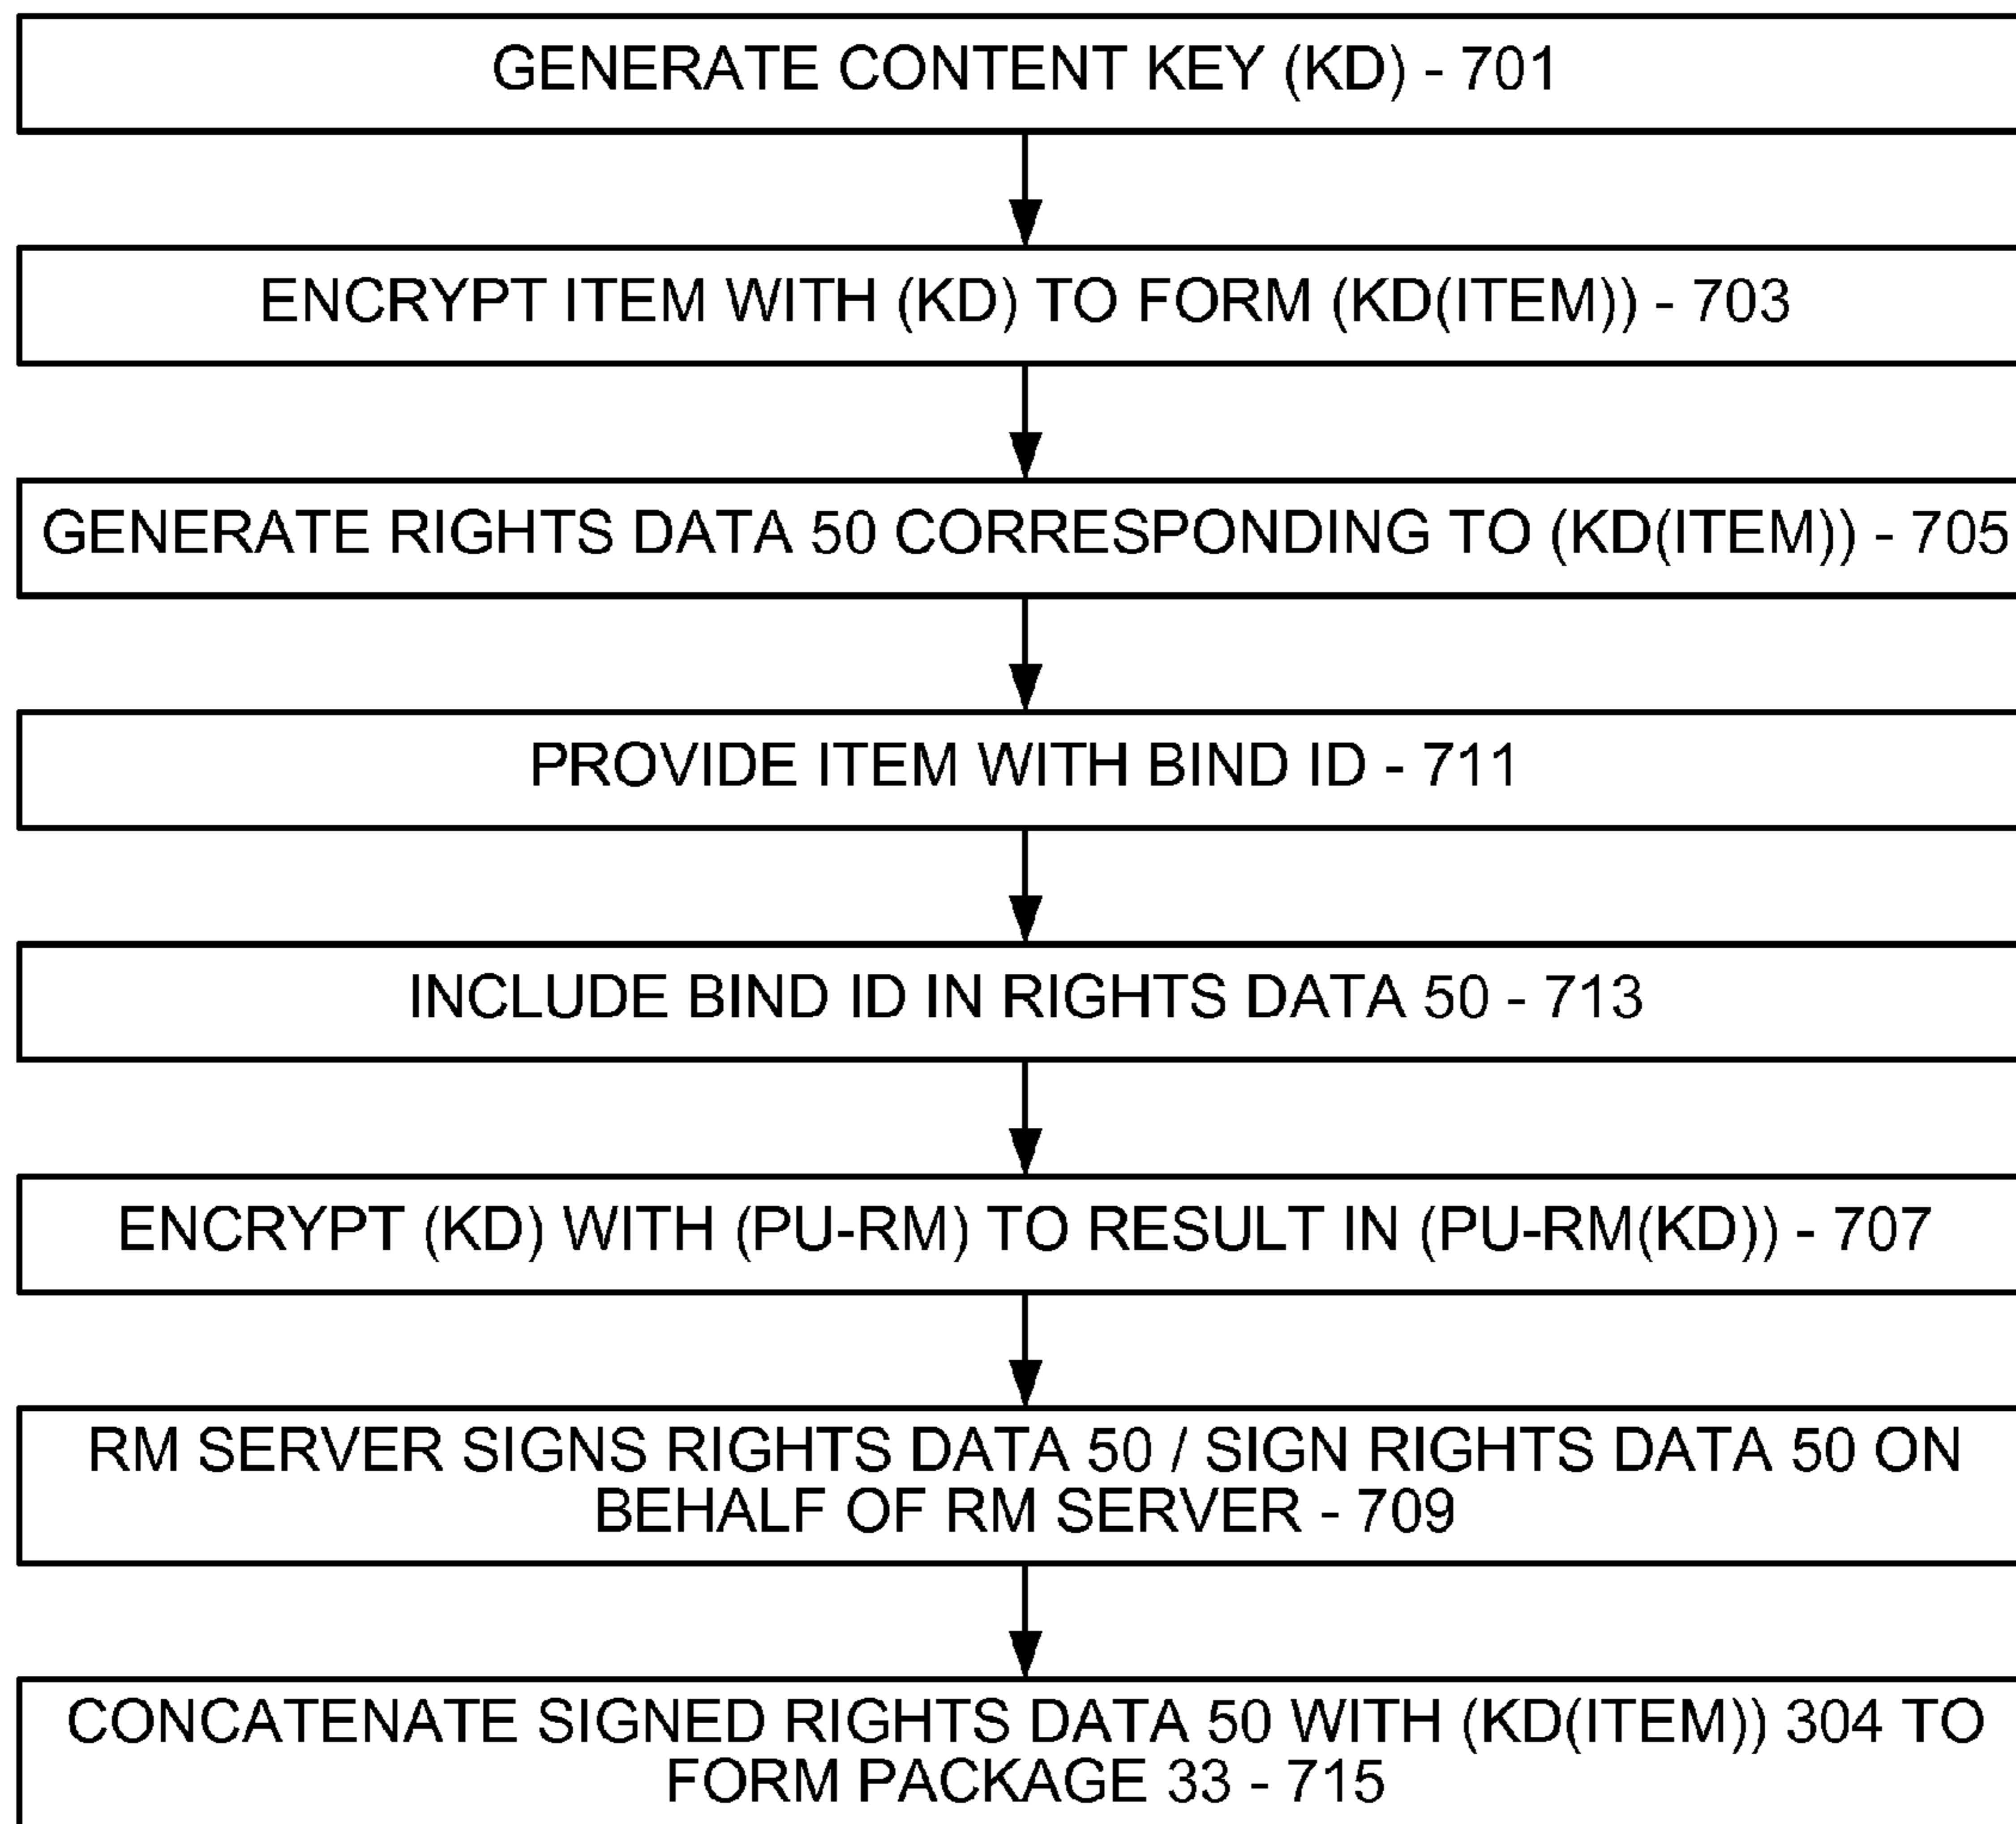 GENERATE CONTENT KEY (KD) - 701
ENCRYPT ITEM WITH (KD) TO FORM (KD(ITEM)) - 703
GENERATE RIGHTS DATA 50 CORRESPONDING TO (KD(ITEM)) - 705
PROVIDE ITEM WITH BIND ID - 711
INCLUDE BIND ID IN RIGHTS DATA 50 - 713
ENCRYPT (KD) WITH (PU-RM) TO RESULT IN (PU-RM(KD)) - 707
RM SERVER SIGNS RIGHTS DATA 50 / SIGN RIGHTS DATA 50 ON
BEHALF OF RM SERVER - 709
CONCATENATE SIGNED RIGHTS DATA 50 WITH (KD(ITEM)) 304 TO
FORM PACKAGE 33 - 715